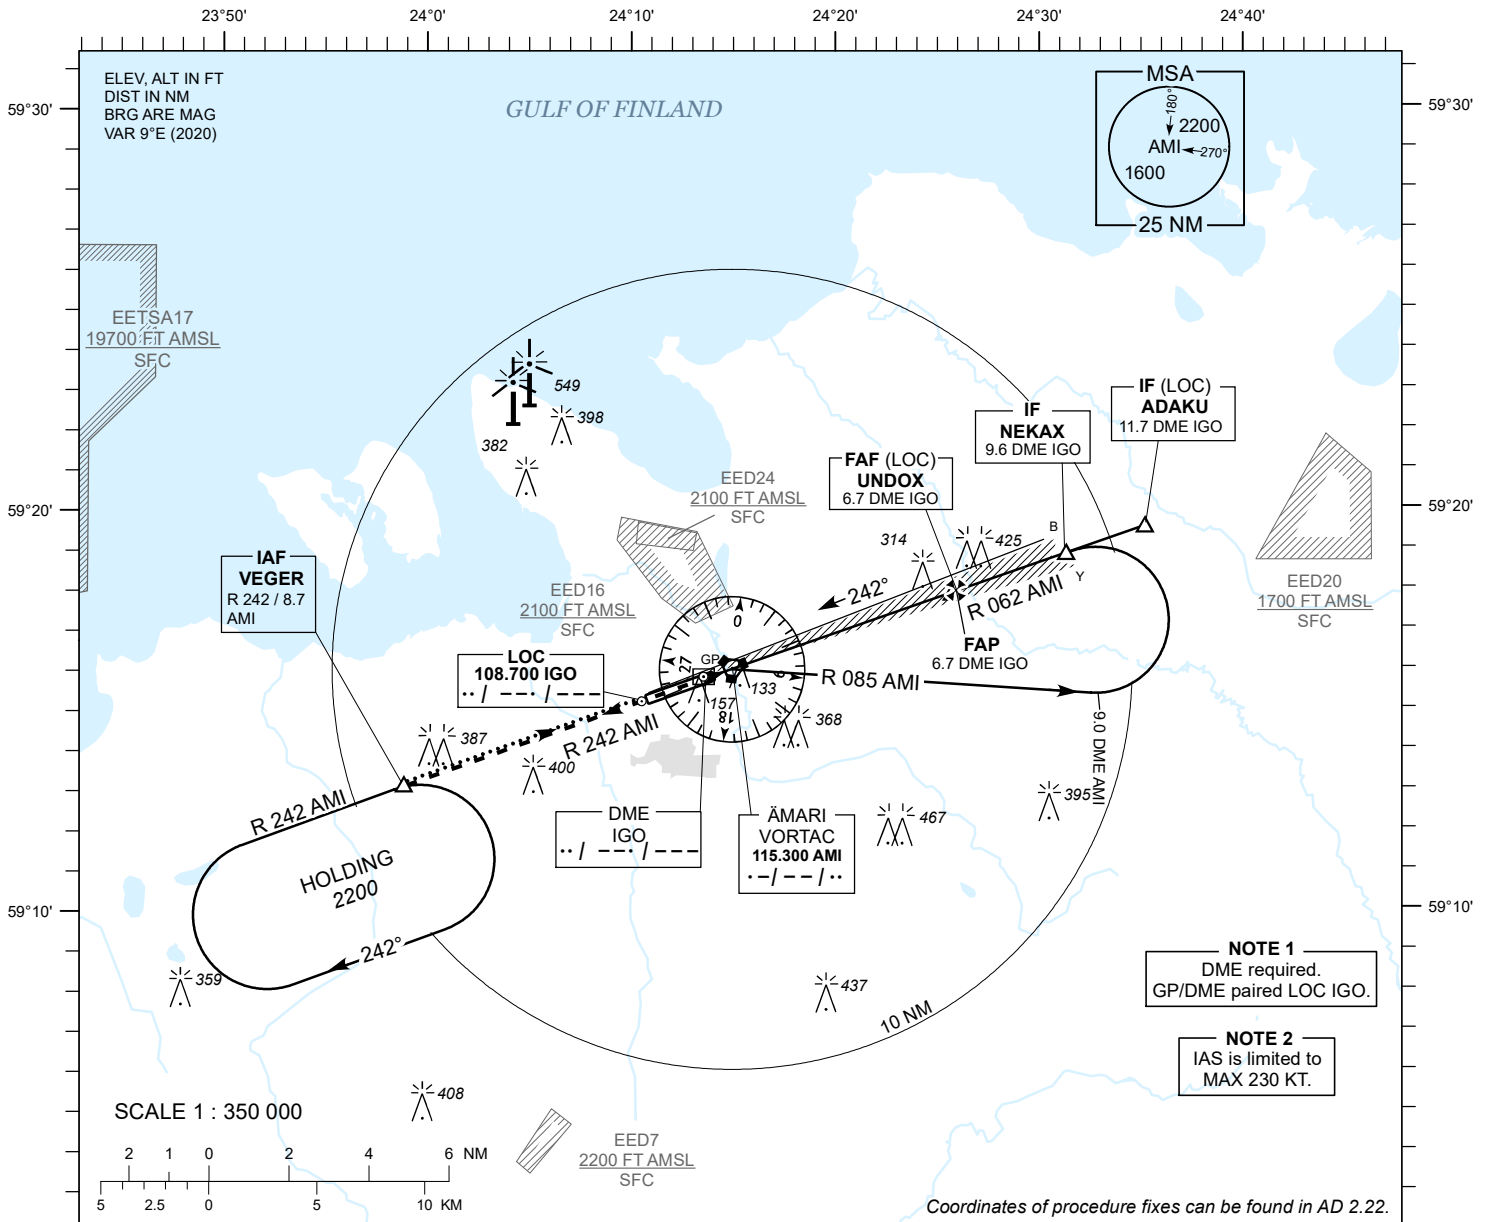 23°50'
24°0'
24°10'
24°20'
24°30'
24°40'
ELEV, ALT IN FT
DIST IN NM
BRG ARE MAG
VAR 9°E (2020)
GULF OF FINLAND
MSA
180°
2200
AMI
270°
1600
25 NM
59°30'
59°30'
EETSA17
19700 FT AMSL
SFC
549
398
382
IF (LOC)
ADAKU
11.7 DME IGO
IF
NEKAX
9.6 DME IGO
FAF (LOC)
UNDOX
6.7 DME IGO
EED24
2100 FT AMSL
SFC
59°20'
59°20'
314
425
B
Y
IAF
VEGER
R 242 / 8.7
AMI
EED16
2100 FT AMSL
SFC
EED20
1700 FT AMSL
SFC
242°
R 062 AMI
FAP
6.7 DME IGO
LOC
108.700 IGO
·· / — —· / — — —
GP
0
27
9
18
133
157
R 085 AMI
R 242 AMI
368
387
400
9.0 DME AMI
395
467
R 242 AMI
HOLDING
2200
242°
DME
IGO
·· / — —· / — — —
ÄMARI
VORTAC
115.300 AMI
·— / — — / ··
59°10'
59°10'
359
437
10 NM
NOTE 1
DME required.
GP/DME paired LOC IGO.
NOTE 2
IAS is limited to
MAX 230 KT.
408
SCALE 1 : 350 000
2 1 0 2 4 6 NM
5 2.5 0 5 10 KM
EED7
2200 FT AMSL
SFC
Coordinates of procedure fixes can be found in AD 2.22.